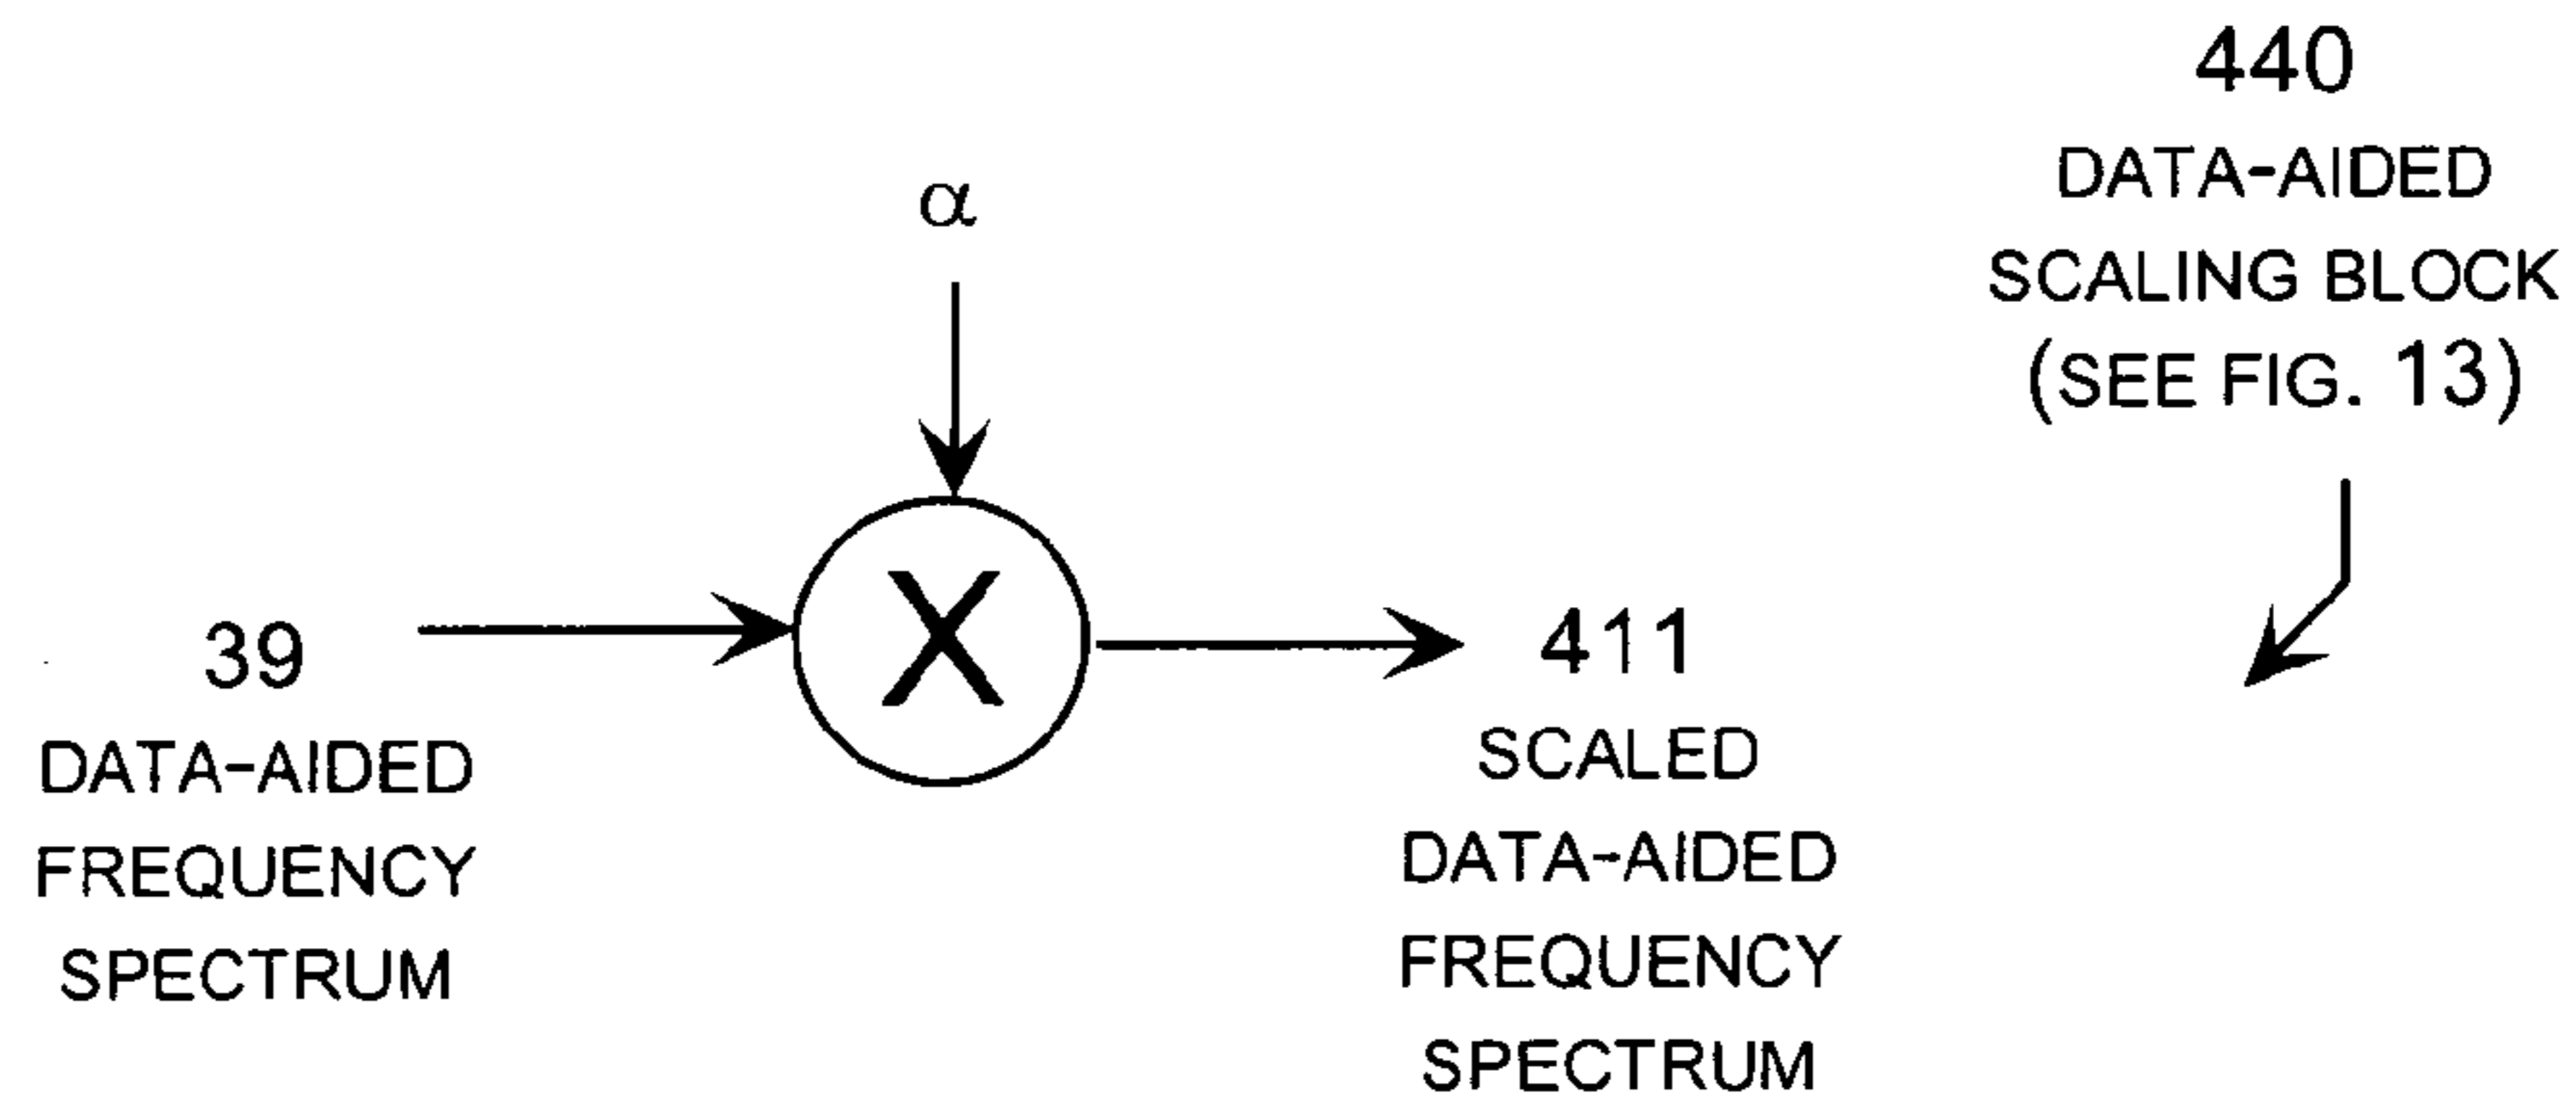 440
DATA-AIDED
SCALING BLOCK
(SEE FIG. 13)
α
X
39
DATA-AIDED
FREQUENCY
SPECTRUM
411
SCALED
DATA-AIDED
FREQUENCY
SPECTRUM